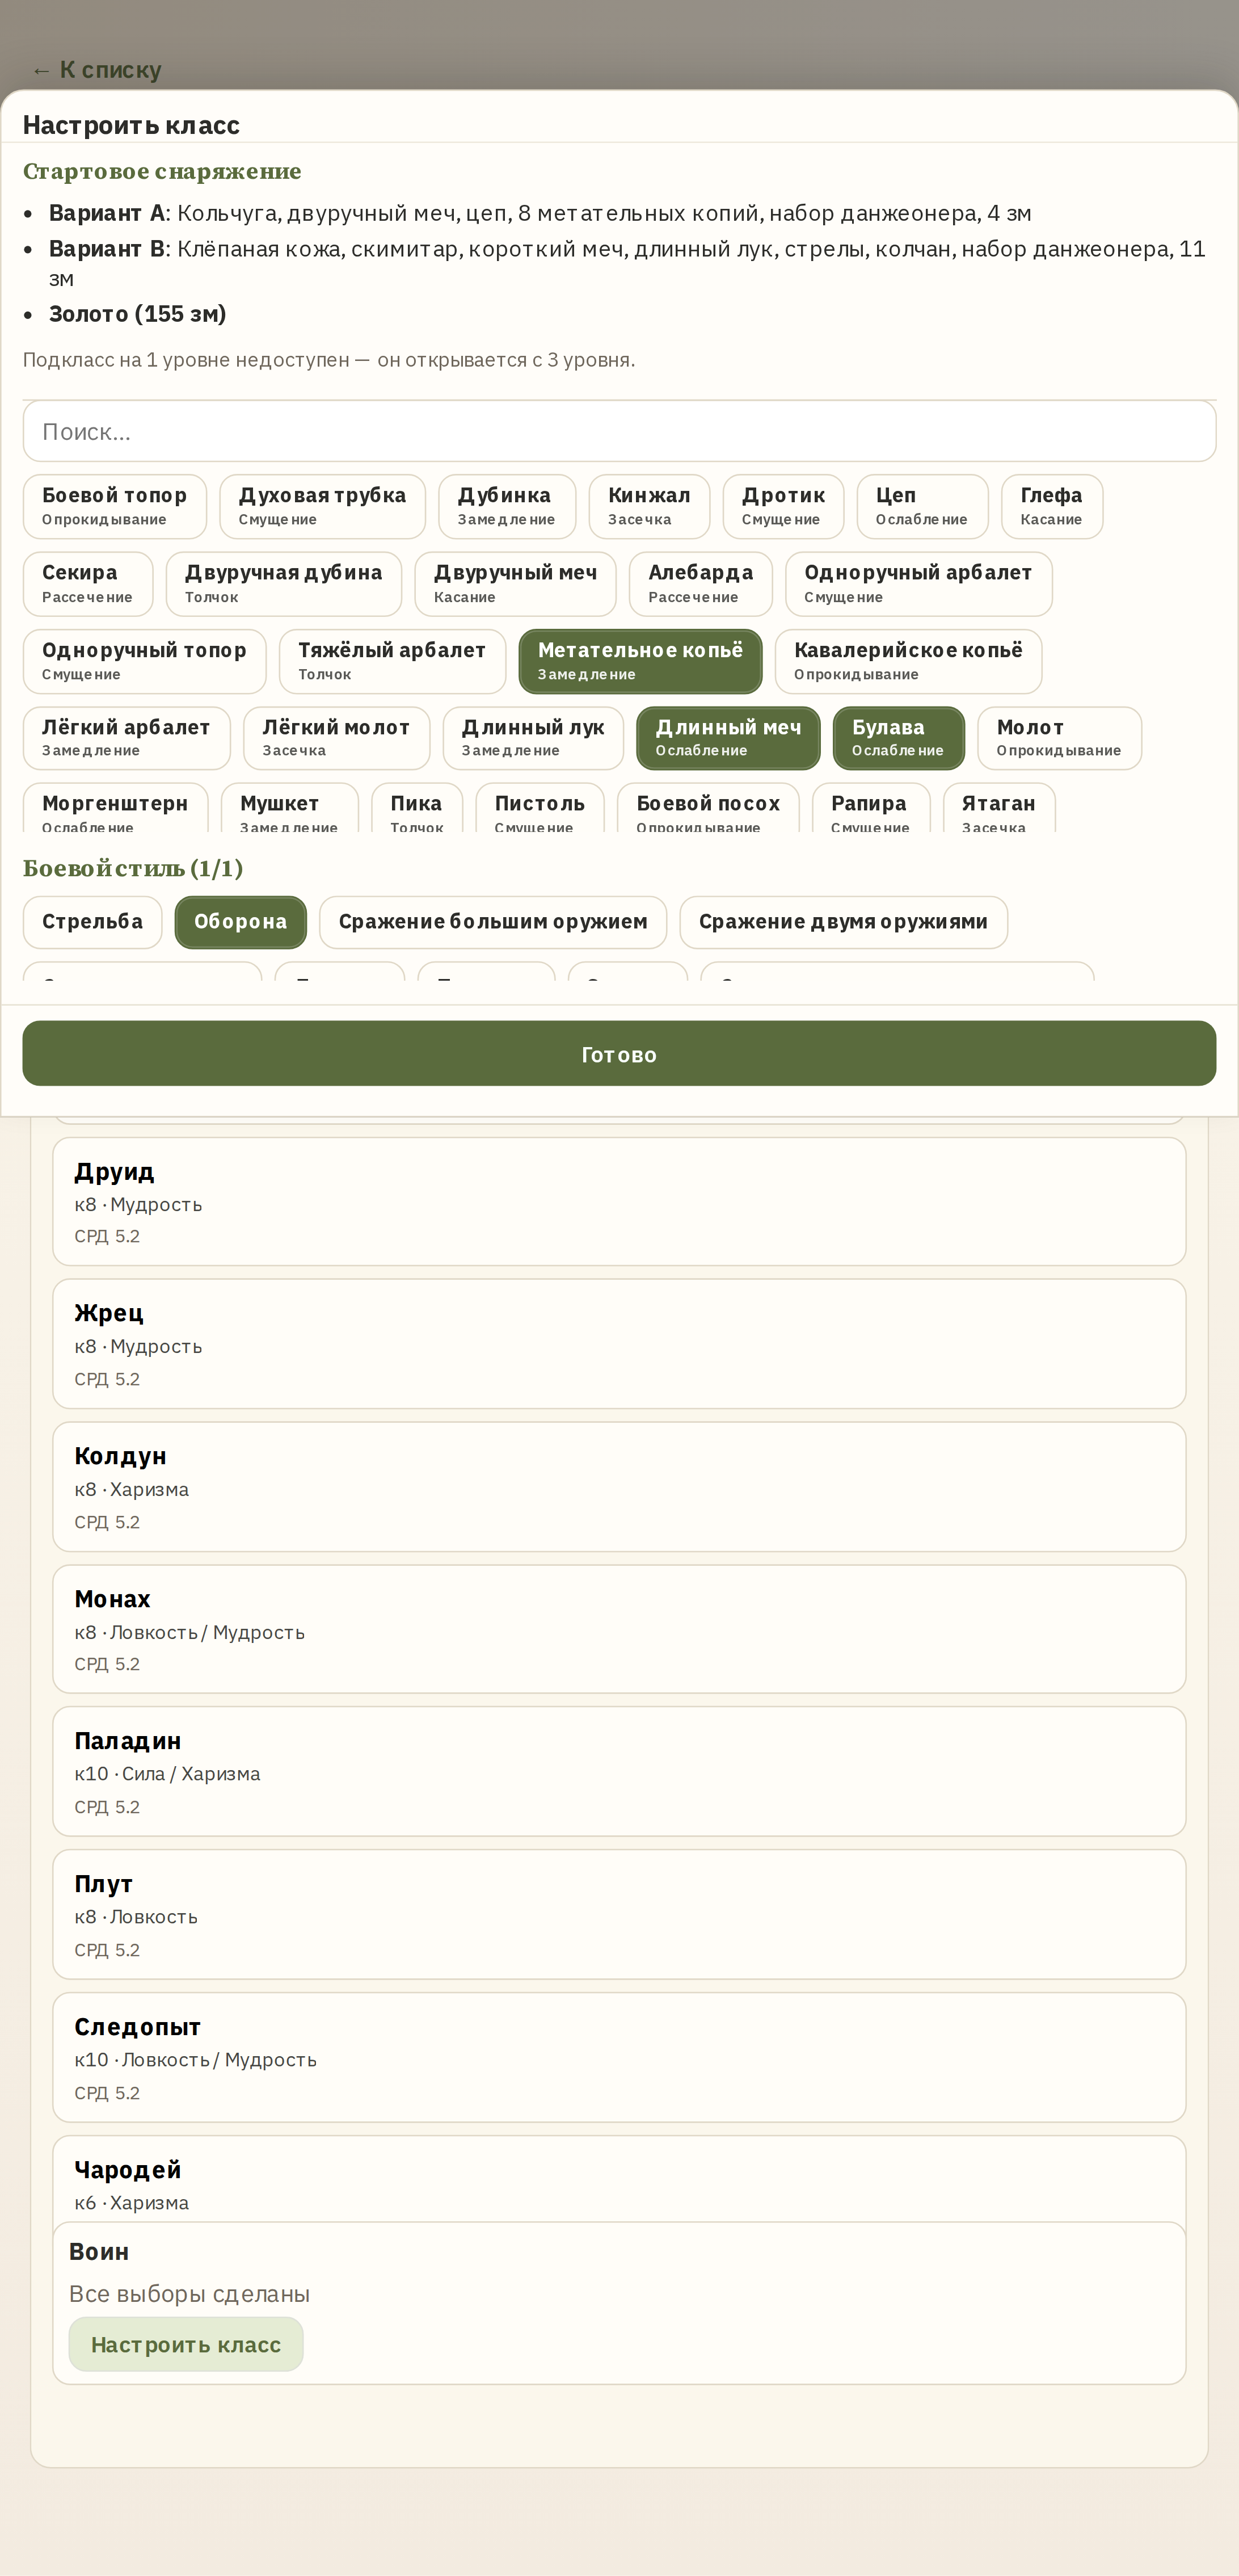 ← К списку
Настроить класс
Стартовое снаряжение
• Вариант A: Кольчуга, двуручный меч, цеп, 8 метательных копий, набор данжеонера, 4 зм
• Вариант B: Клёпаная кожа, скимитар, короткий меч, длинный лук, стрелы, колчан, набор данжеонера, 11
зм
• Золото (155 зм)
Подкласс на 1 уровне недоступен — он открывается с 3 уровня.
Поиск...
Боевой топор Духовая трубка Дубинка Кинжал Дротик Цеп Глефа
Опрокидывание Смущение Замедление Засечка Смущение Ослабление Касание
Секира Двуручная дубина Двуручный меч Алебарда Одноручный арбалет
Рассечение Толчок Касание Рассечение Смущение
Одноручный топор Тяжёлый арбалет Метательное копьё Кавалерийское копьё
Смущение Толчок Замедление Опрокидывание
Лёгкий арбалет Лёгкий молот Длинный лук Длинный меч Булава Молот
Замедление Засечка Замедление Ослабление Ослабление Опрокидывание
Моргенштерн Мушкет Пика Пистоль Боевой посох Рапира Ятаган
Ослабление Замедление Толчок Смущение Опрокидывание Смущение Засечка
Боевой стиль (1/1)
Стрельба Оборона Сражение большим оружием Сражение двумя оружиями
Готово
Друид
к8 · Мудрость
СРД 5.2
Жрец
к8 · Мудрость
СРД 5.2
Колдун
к8 · Харизма
СРД 5.2
Монах
к8 · Ловкость / Мудрость
СРД 5.2
Паладин
к10 · Сила / Харизма
СРД 5.2
Плут
к8 · Ловкость
СРД 5.2
Следопыт
к10 · Ловкость / Мудрость
СРД 5.2
Чародей
к6 · Харизма
Воин
Все выборы сделаны
Настроить класс